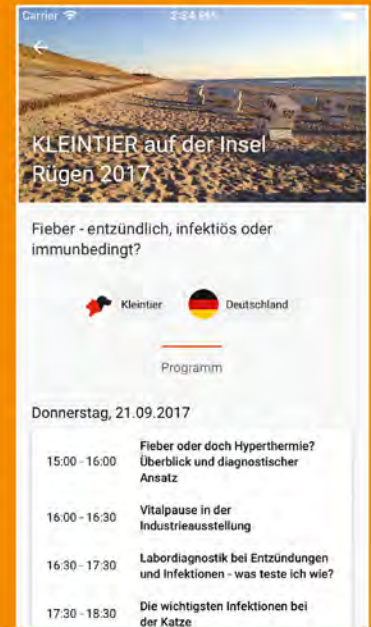 Carrier 2:54 PM
KLEINTIER auf der Insel
Rügen 2017
Fieber - entzündlich, infektiös oder
immunbedingt?
Kleintier Deutschland
Programm
Donnerstag, 21.09.2017
15:00 - 16:00 Fieber oder doch Hyperthermie?
Überblick und diagnostischer
Ansatz
16:00 - 16:30 Vitalpause in der
Industrieausstellung
16:30 - 17:30 Labordiagnostik bei Entzündungen
und Infektionen - was teste ich wie?
17:30 - 18:30 Die wichtigsten Infektionen bei
der Katze